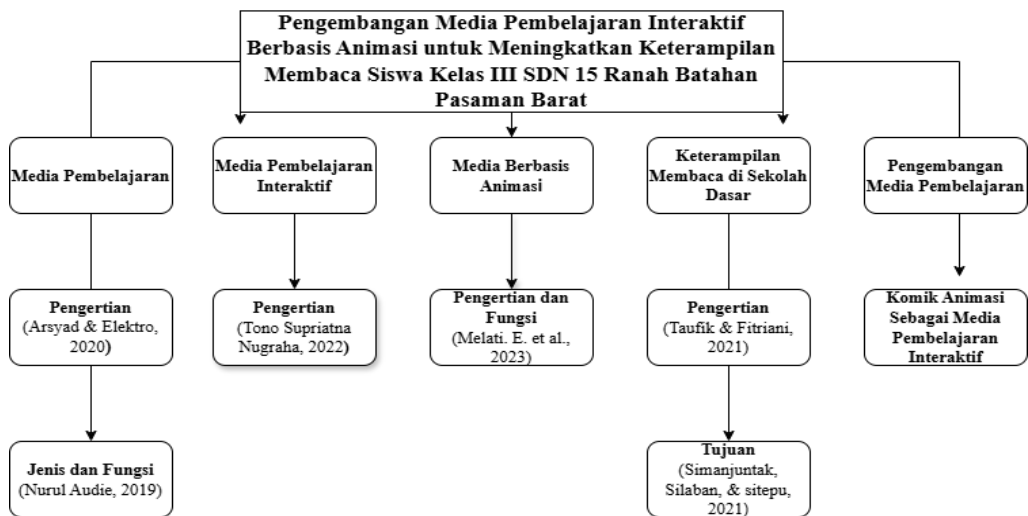 Pengembangan Media Pembelajaran Interaktif
Berbasis Animasi untuk Meningkatkan Keterampilan
Membaca Siswa Kelas III SDN 15 Ranah Batahan
Pasaman Barat
Media Pembelajaran
Media Pembelajaran
Interaktif
Media Berbasis
Animasi
Keterampilan
Membaca di Sekolah
Dasar
Pengembangan
Media Pembelajaran
Pengertian
(Arsyad & Elektro,
2020)
Pengertian
(Tono Supriatna
Nugraha, 2022)
Pengertian dan
Fungsi
(Melati. E. et al.,
2023)
Pengertian
(Taufik & Fitriani,
2021)
Komik Animasi
Sebagai Media
Pembelajaran
Interaktif
Jenis dan Fungsi
(Nurul Audie, 2019)
Tujuan
(Simanjuntak,
Silaban, & sitepu,
2021)